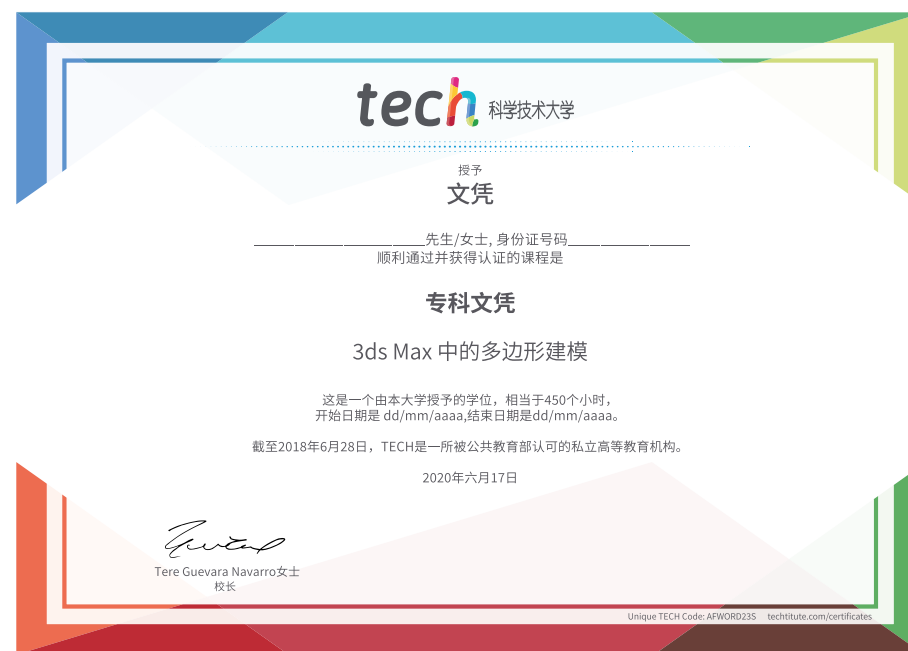 tech 科学技术大学
授予
文凭
先生/女士, 身份证号码
顺利通过并获得认证的课程是
专科文凭
3ds Max 中的多边形建模
这是一个由本大学授予的学位，相当于450个小时，
开始日期是 dd/mm/aaaa,结束日期是dd/mm/aaaa。
截至2018年6月28日，TECH是一所被公共教育部认可的私立高等教育机构。
2020年六月17日
Tere Guevara Navarro女士
校长
Unique TECH Code: AFWORD23S techtitute.com/certificates